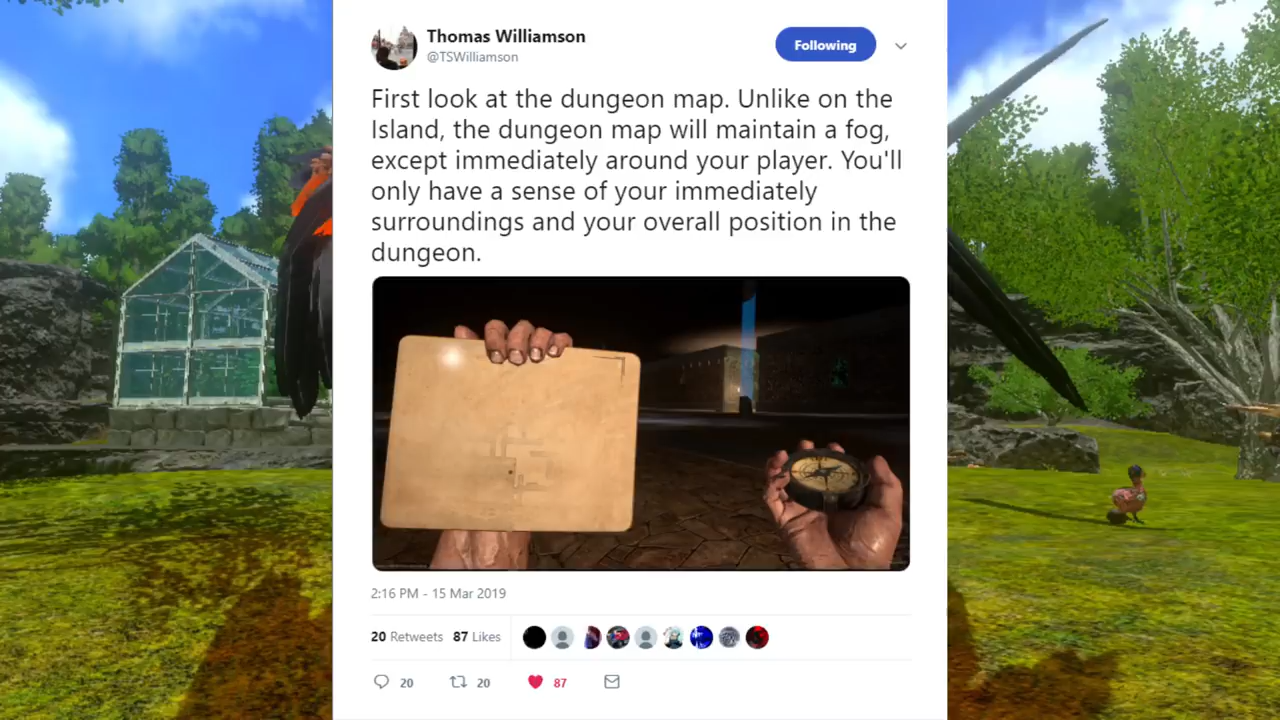 Thomas Williamson
@TSWilliamson
Following
First look at the dungeon map. Unlike on the
Island, the dungeon map will maintain a fog,
except immediately around your player. You'll
only have a sense of your immediately
surroundings and your overall position in the
dungeon.
2:16 PM - 15 Mar 2019
20 Retweets 87 Likes
20 20 87